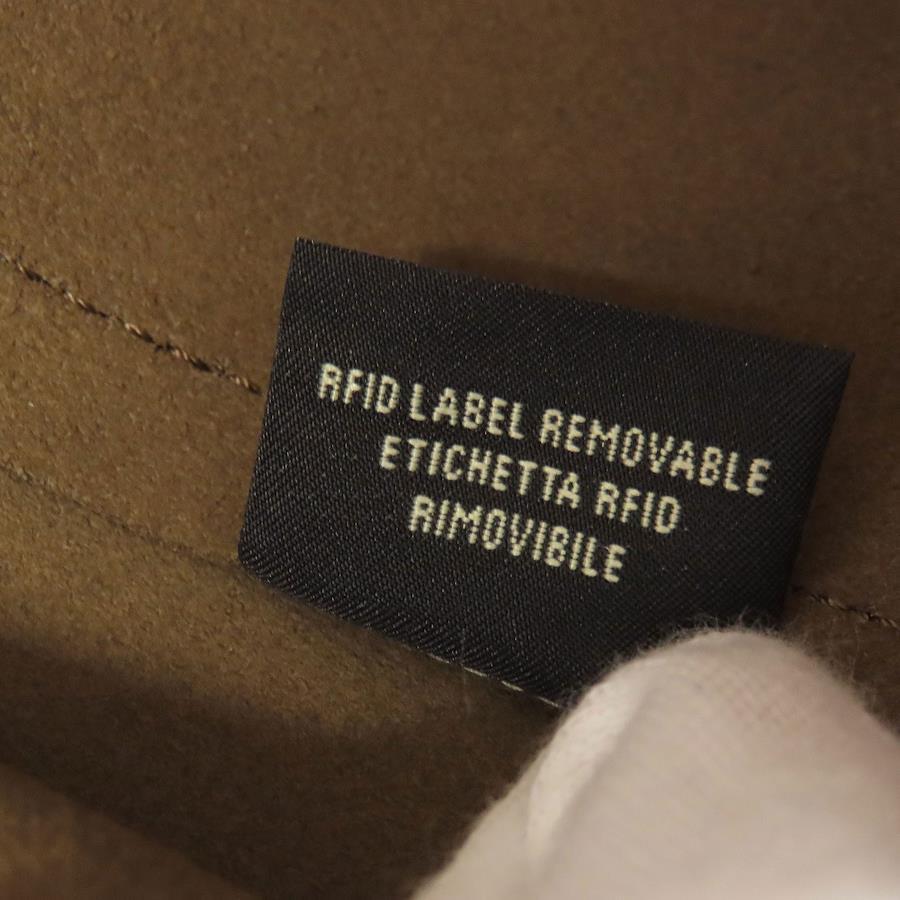 RFID LABEL REMOVABLE
ETICHETTA RFID
RIMOVIBILE